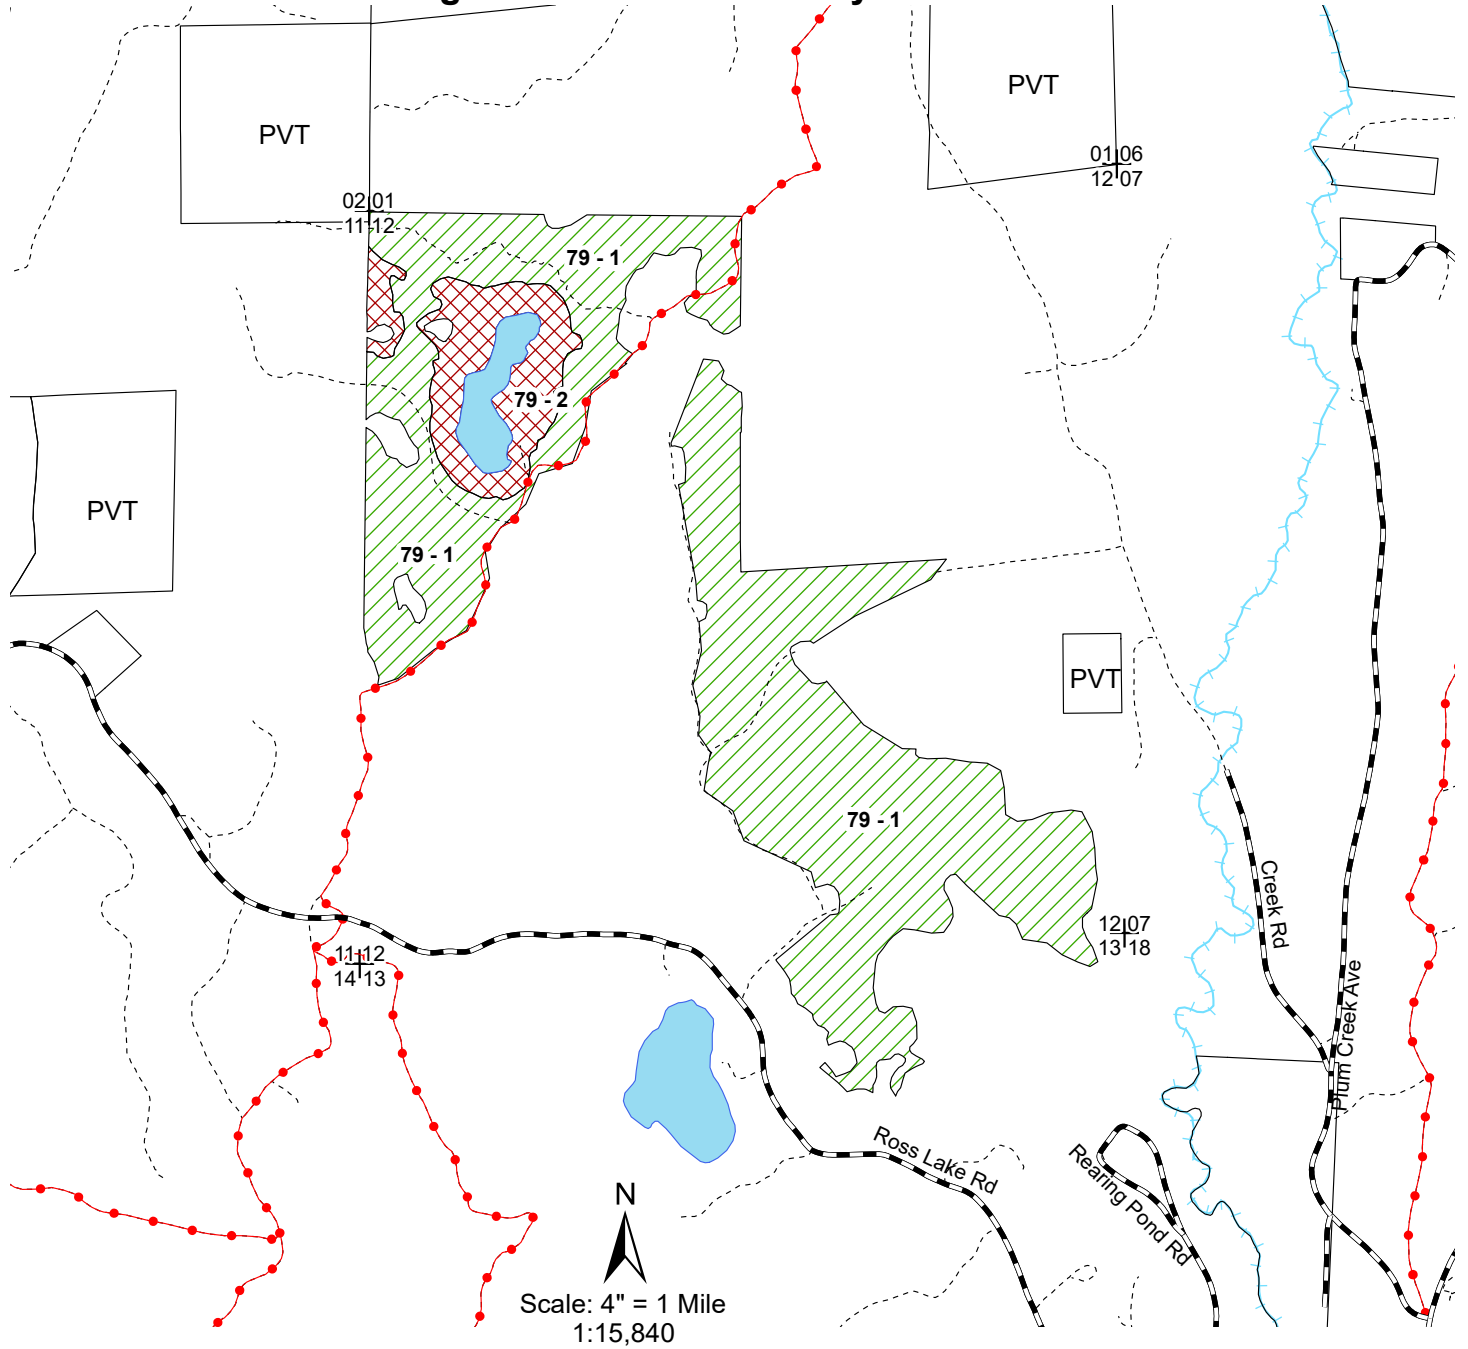 PVT
PVT
01 06
12 07
02 01
11 12
79 - 1
79 - 2
PVT
79 - 1
PVT
79 - 1
Creek Rd
12 07
13 18
11 12
14 13
Plum Creek Ave
Ross Lake Rd
Rearing Pond Rd
N
Scale: 4" = 1 Mile
1:15,840